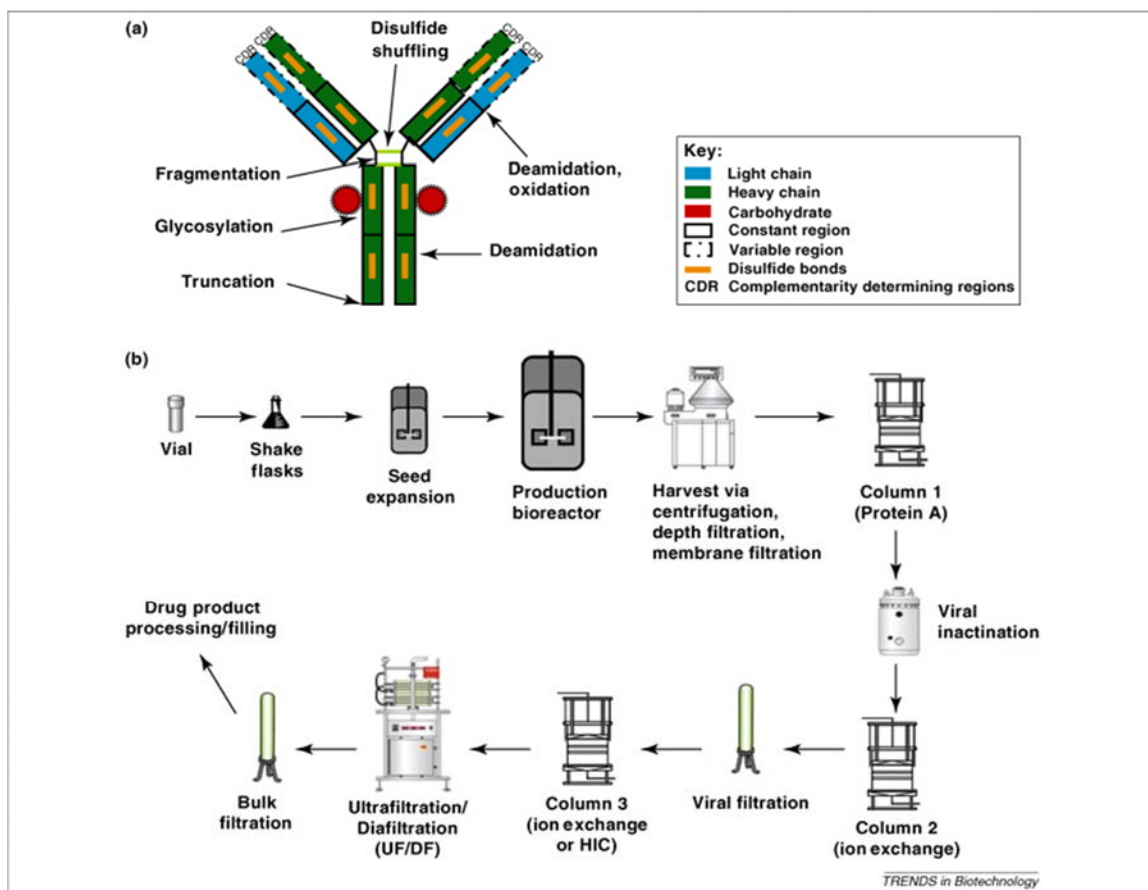 (a)
Disulfide
shuffling
CDR CDR
CDR CDR
Fragmentation
Deamidation,
oxidation
Glycosylation
Deamidation
Truncation
Key:
Light chain
Heavy chain
Carbohydrate
Constant region
Variable region
Disulfide bonds
CDR Complementarity determining regions
(b)
Vial
Shake
flasks
Seed
expansion
Production
bioreactor
Harvest via
centrifugation,
depth filtration,
membrane filtration
Column 1
(Protein A)
Viral
inactination
Column 2
(ion exchange)
Viral filtration
Column 3
(ion exchange
or HIC)
Ultrafiltration/
Diafiltration
(UF/DF)
Bulk
filtration
Drug product
processing/filling
TRENDS in Biotechnology